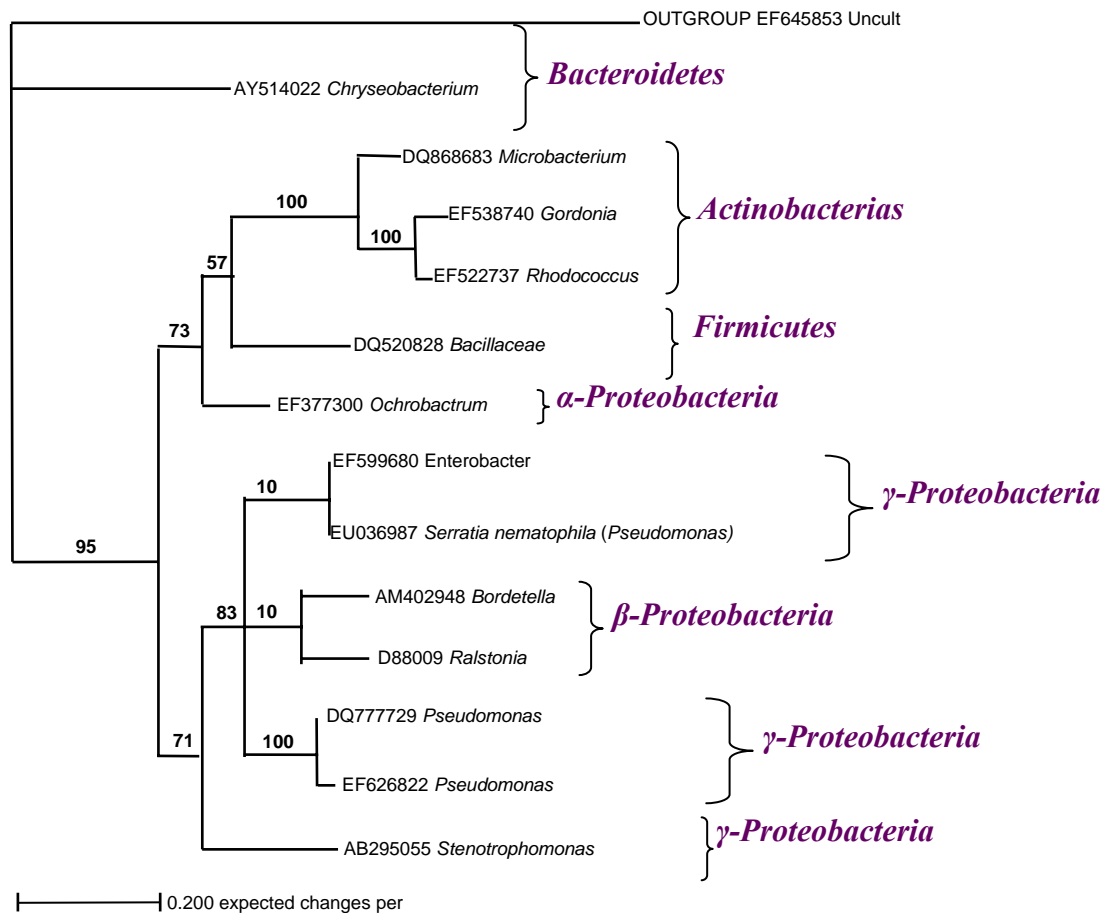 OUTGROUP EF645853 Uncult
Bacteroidetes
AY514022 Chryseobacterium
DQ868683 Microbacterium
100
EF538740 Gordonia
Actinobacterias
100
57
EF522737 Rhodococcus
73
DQ520828 Bacillaceae
Firmicutes
EF377300 Ochrobactrum
α-Proteobacteria
EF599680 Enterobacter
10
γ-Proteobacteria
EU036987 Serratia nematophila (Pseudomonas)
95
AM402948 Bordetella
83
10
β-Proteobacteria
D88009 Ralstonia
DQ777729 Pseudomonas
71
100
γ-Proteobacteria
EF626822 Pseudomonas
γ-Proteobacteria
AB295055 Stenotrophomonas
0.200 expected changes per